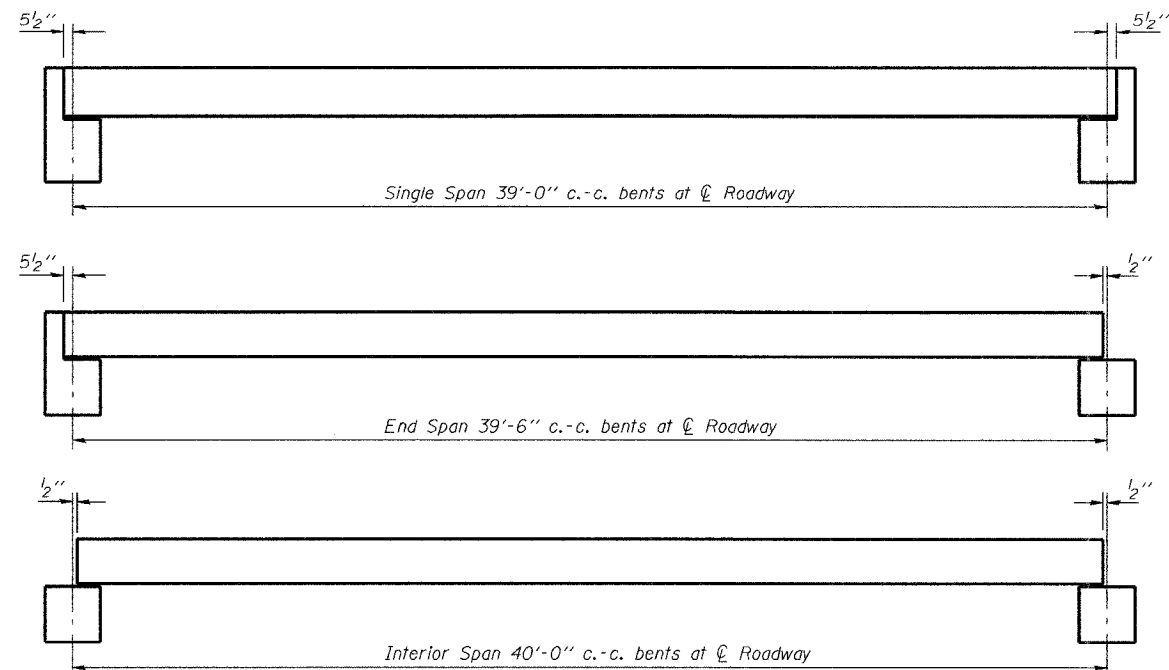 5½" 5½"
Single Span 39'-0" c.-c. bents at ℄ Roadway
5½" ½"
End Span 39'-6" c.-c. bents at ℄ Roadway
½" ½"
Interior Span 40'-0" c.-c. bents at ℄ Roadway